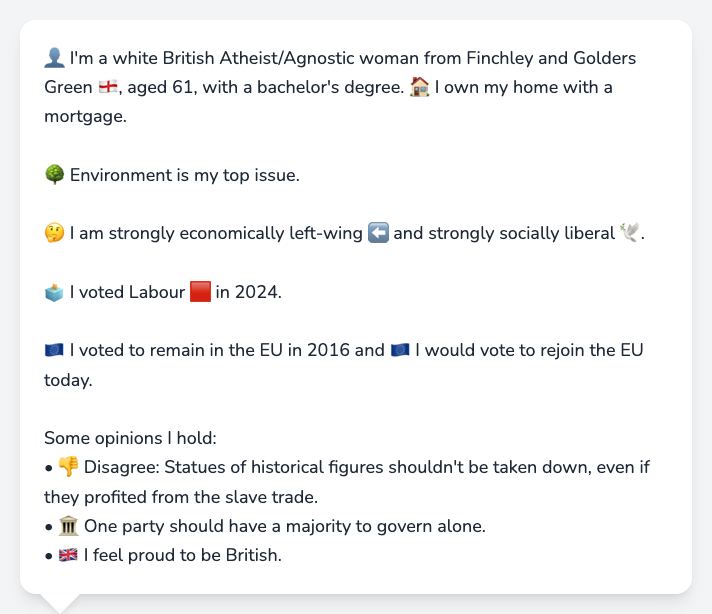 👤 I'm a white British Atheist/Agnostic woman from Finchley and Golders
Green 🏴󠁧󠁢󠁥󠁮󠁧󠁿, aged 61, with a bachelor's degree. 🏠 I own my home with a
mortgage.
🌳 Environment is my top issue.
🤔 I am strongly economically left-wing ⬅️ and strongly socially liberal 🕊️.
🗳️ I voted Labour 🟥 in 2024.
🇪🇺 I voted to remain in the EU in 2016 and 🇪🇺 I would vote to rejoin the EU
today.
Some opinions I hold:
• 👎 Disagree: Statues of historical figures shouldn't be taken down, even if
they profited from the slave trade.
• 🏛️ One party should have a majority to govern alone.
• 🇬🇧 I feel proud to be British.